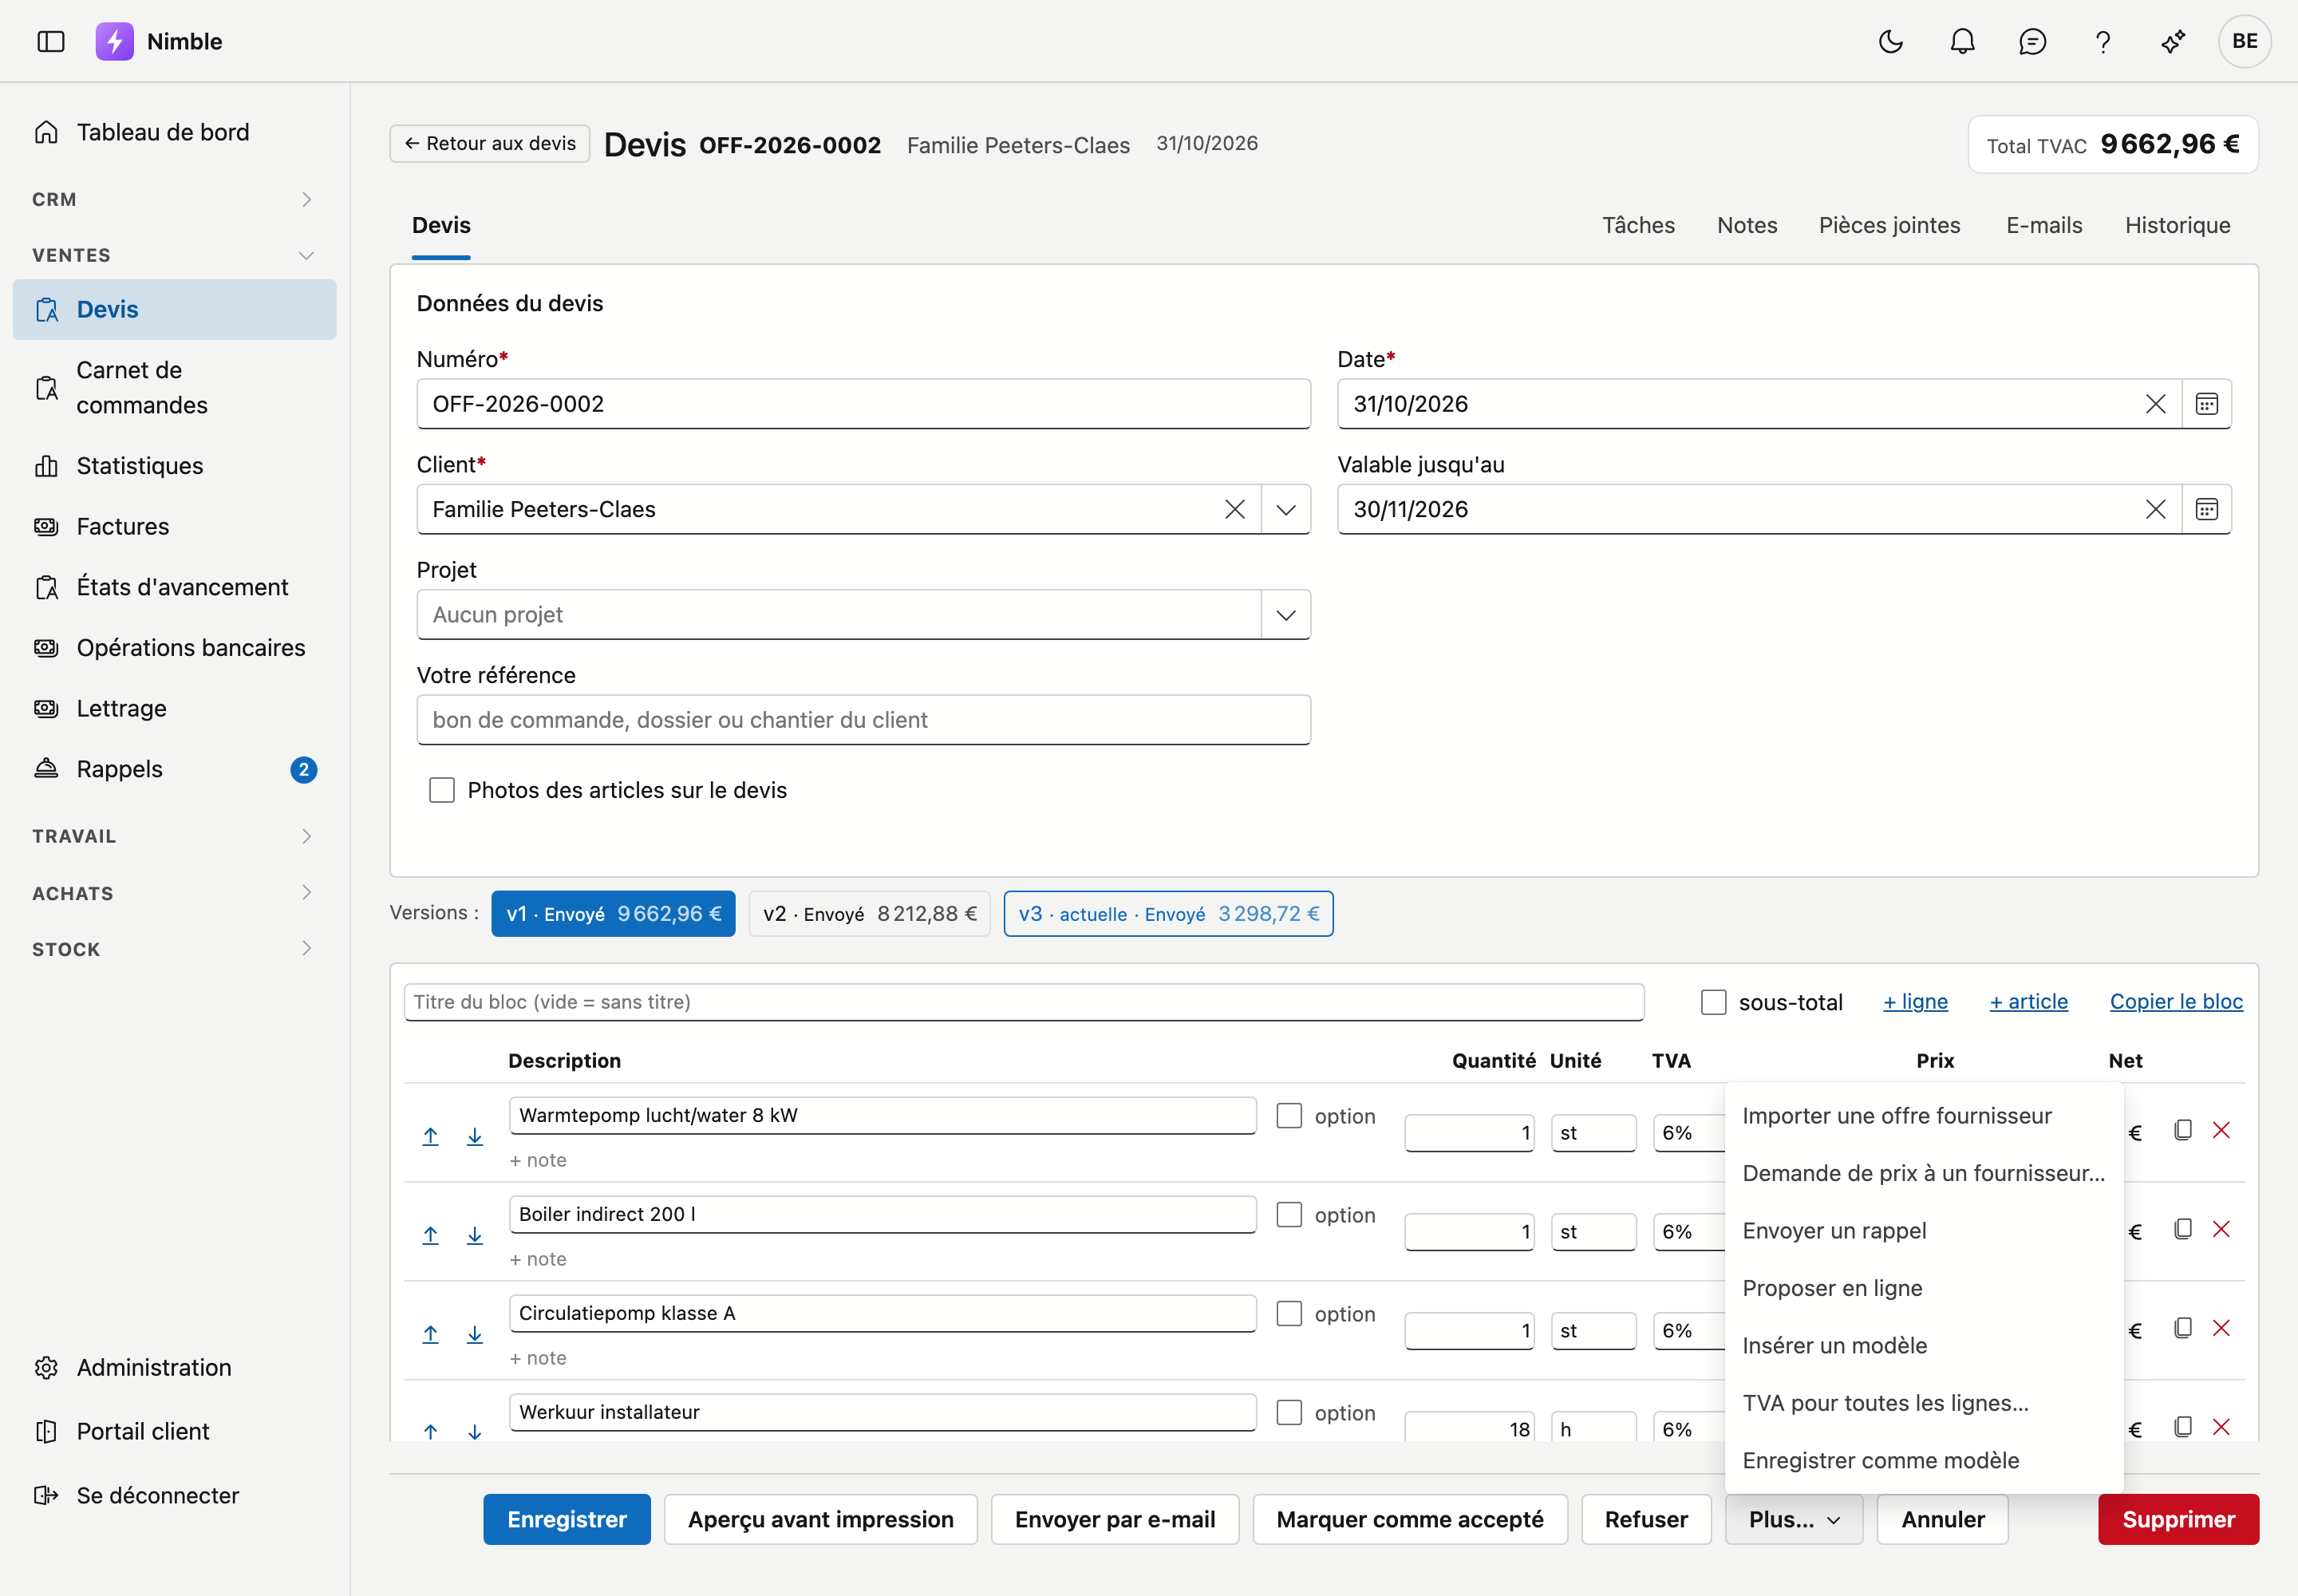 Nimble
BE
Tableau de bord
CRM
VENTES
Devis
Carnet de
commandes
Statistiques
Factures
États d'avancement
Opérations bancaires
Lettrage
Rappels 2
TRAVAIL
ACHATS
STOCK
Administration
Portail client
Se déconnecter
← Retour aux devis Devis OFF-2026-0002 Familie Peeters-Claes 31/10/2026 Total TVAC 9 662,96 €
Devis Tâches Notes Pièces jointes E-mails Historique
Données du devis
Numéro* Date*
OFF-2026-0002 31/10/2026
Client* Valable jusqu'au
Familie Peeters-Claes 30/11/2026
Projet
Aucun projet
Votre référence
bon de commande, dossier ou chantier du client
Photos des articles sur le devis
Versions : v1 · Envoyé 9 662,96 € v2 · Envoyé 8 212,88 € v3 · actuelle · Envoyé 3 298,72 €
Titre du bloc (vide = sans titre) sous-total + ligne + article Copier le bloc
Description Quantité Unité TVA Prix Net
Warmtepomp lucht/water 8 kW option 1 st 6% €
+ note
Boiler indirect 200 l option 1 st 6% €
+ note
Circulatiepomp klasse A option 1 st 6% €
+ note
Werkuur installateur option 18 h 6% €
Importer une offre fournisseur
Demande de prix à un fournisseur...
Envoyer un rappel
Proposer en ligne
Insérer un modèle
TVA pour toutes les lignes...
Enregistrer comme modèle
Enregistrer Aperçu avant impression Envoyer par e-mail Marquer comme accepté Refuser Plus... Annuler Supprimer